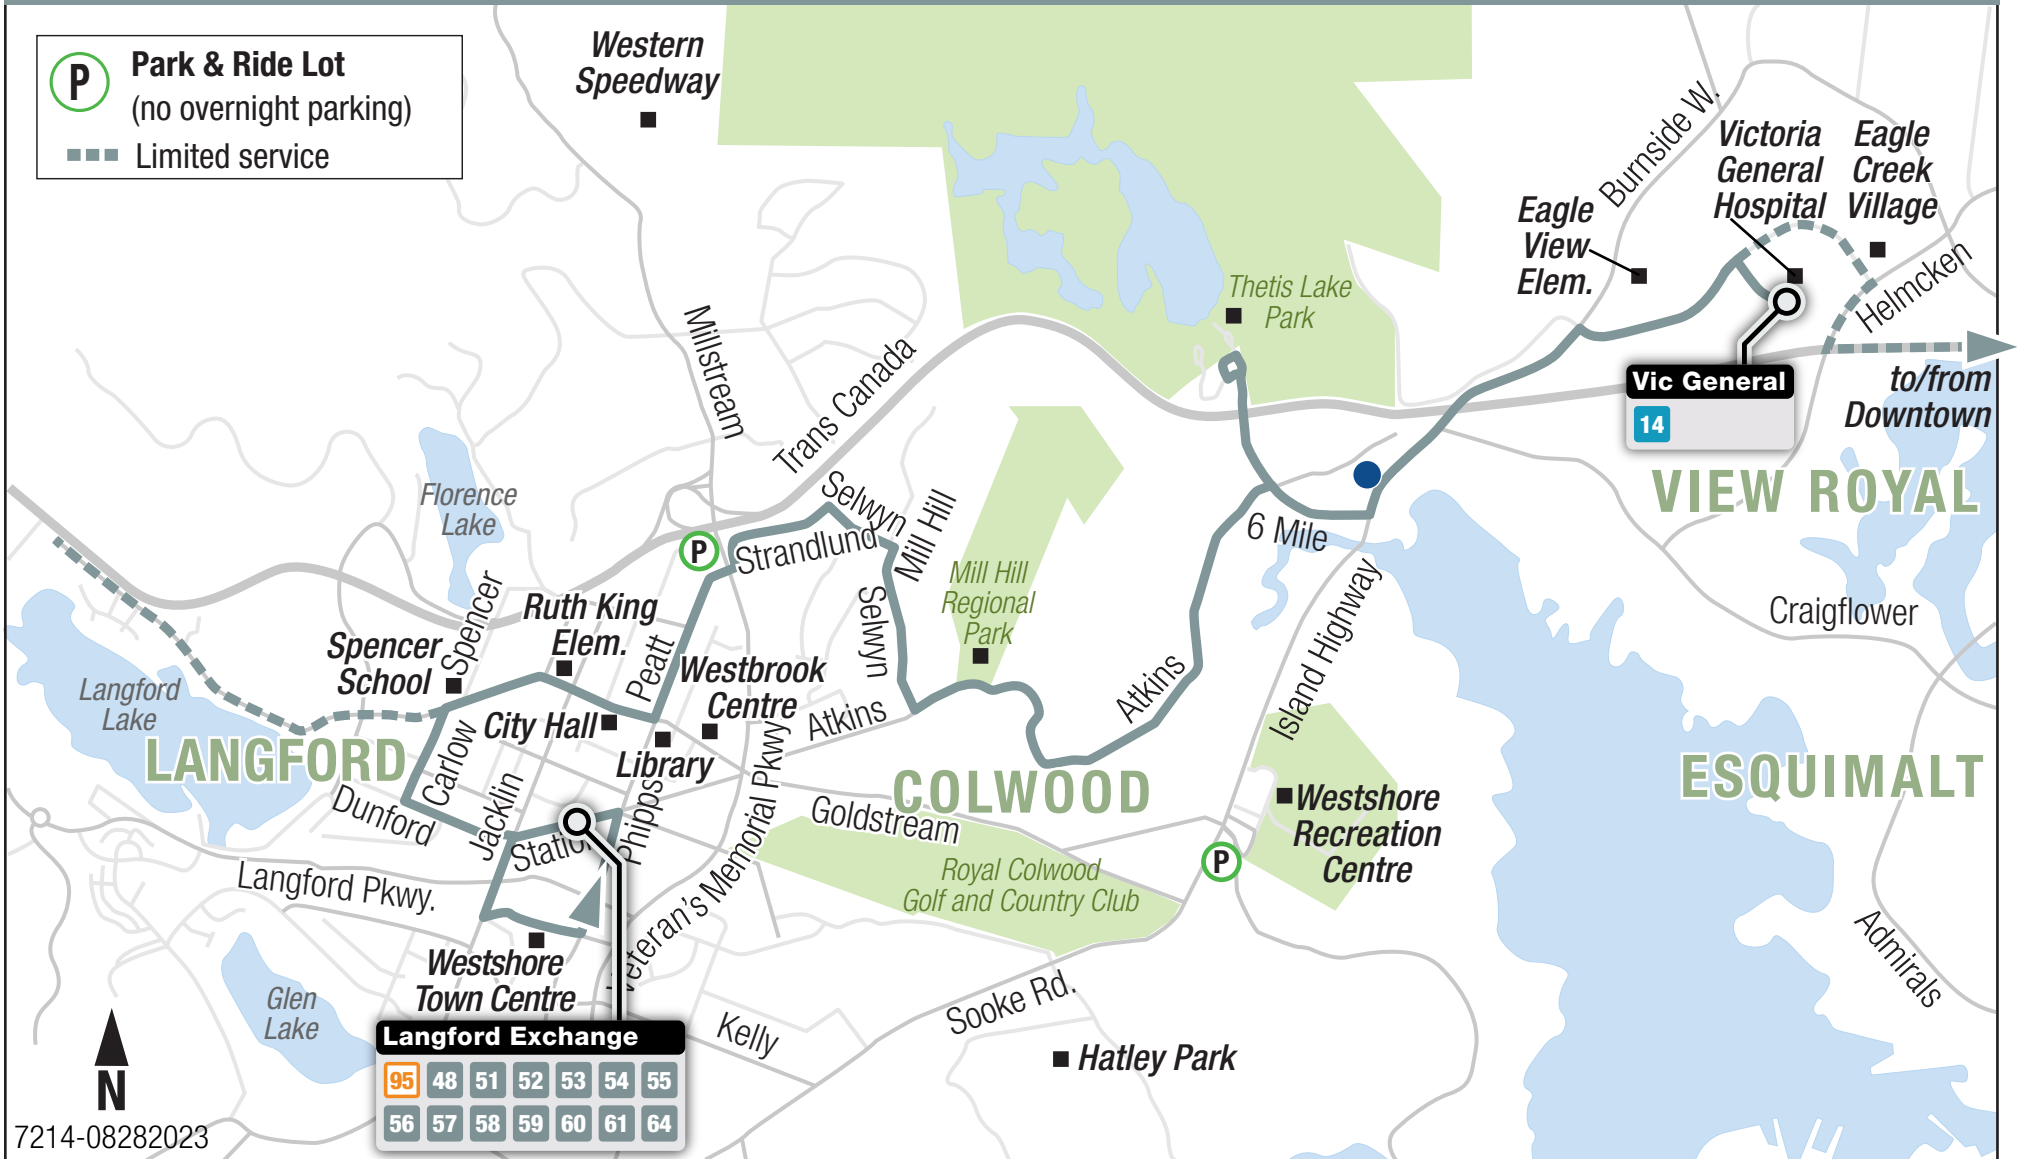 P
Park & Ride Lot
(no overnight parking)
Limited service
Western
Speedway
Burnside W.
Victoria
General
Hospital
Eagle
Creek
Village
Eagle
View
Elem.
Helmcken
Thetis Lake
Park
Millstream
Trans Canada
to/from
Downtown
Vic General
14
VIEW ROYAL
Florence
Lake
Selwyn
Mill Hill
P
Strandlund
6 Mile
Mill Hill
Regional
Park
Spencer
Ruth King
Elem.
Selwyn
Island Highway
Craigflower
Spencer
School
Peatt
Westbrook
Centre
Atkins
Langford
Lake
City Hall
Atkins
Library
LANGFORD
Carlow
COLWOOD
ESQUIMALT
Dunford
Jacklin
Station
Phipps
Veteran's Memorial Pkwy
Goldstream
Westshore
Recreation
Centre
P
Royal Colwood
Golf and Country Club
Langford Pkwy.
Westshore
Town Centre
Admirals
Glen
Lake
Sooke Rd.
Kelly
Langford Exchange
95 48 51 52 53 54 55
56 57 58 59 60 61 64
Hatley Park
N
7214-08282023